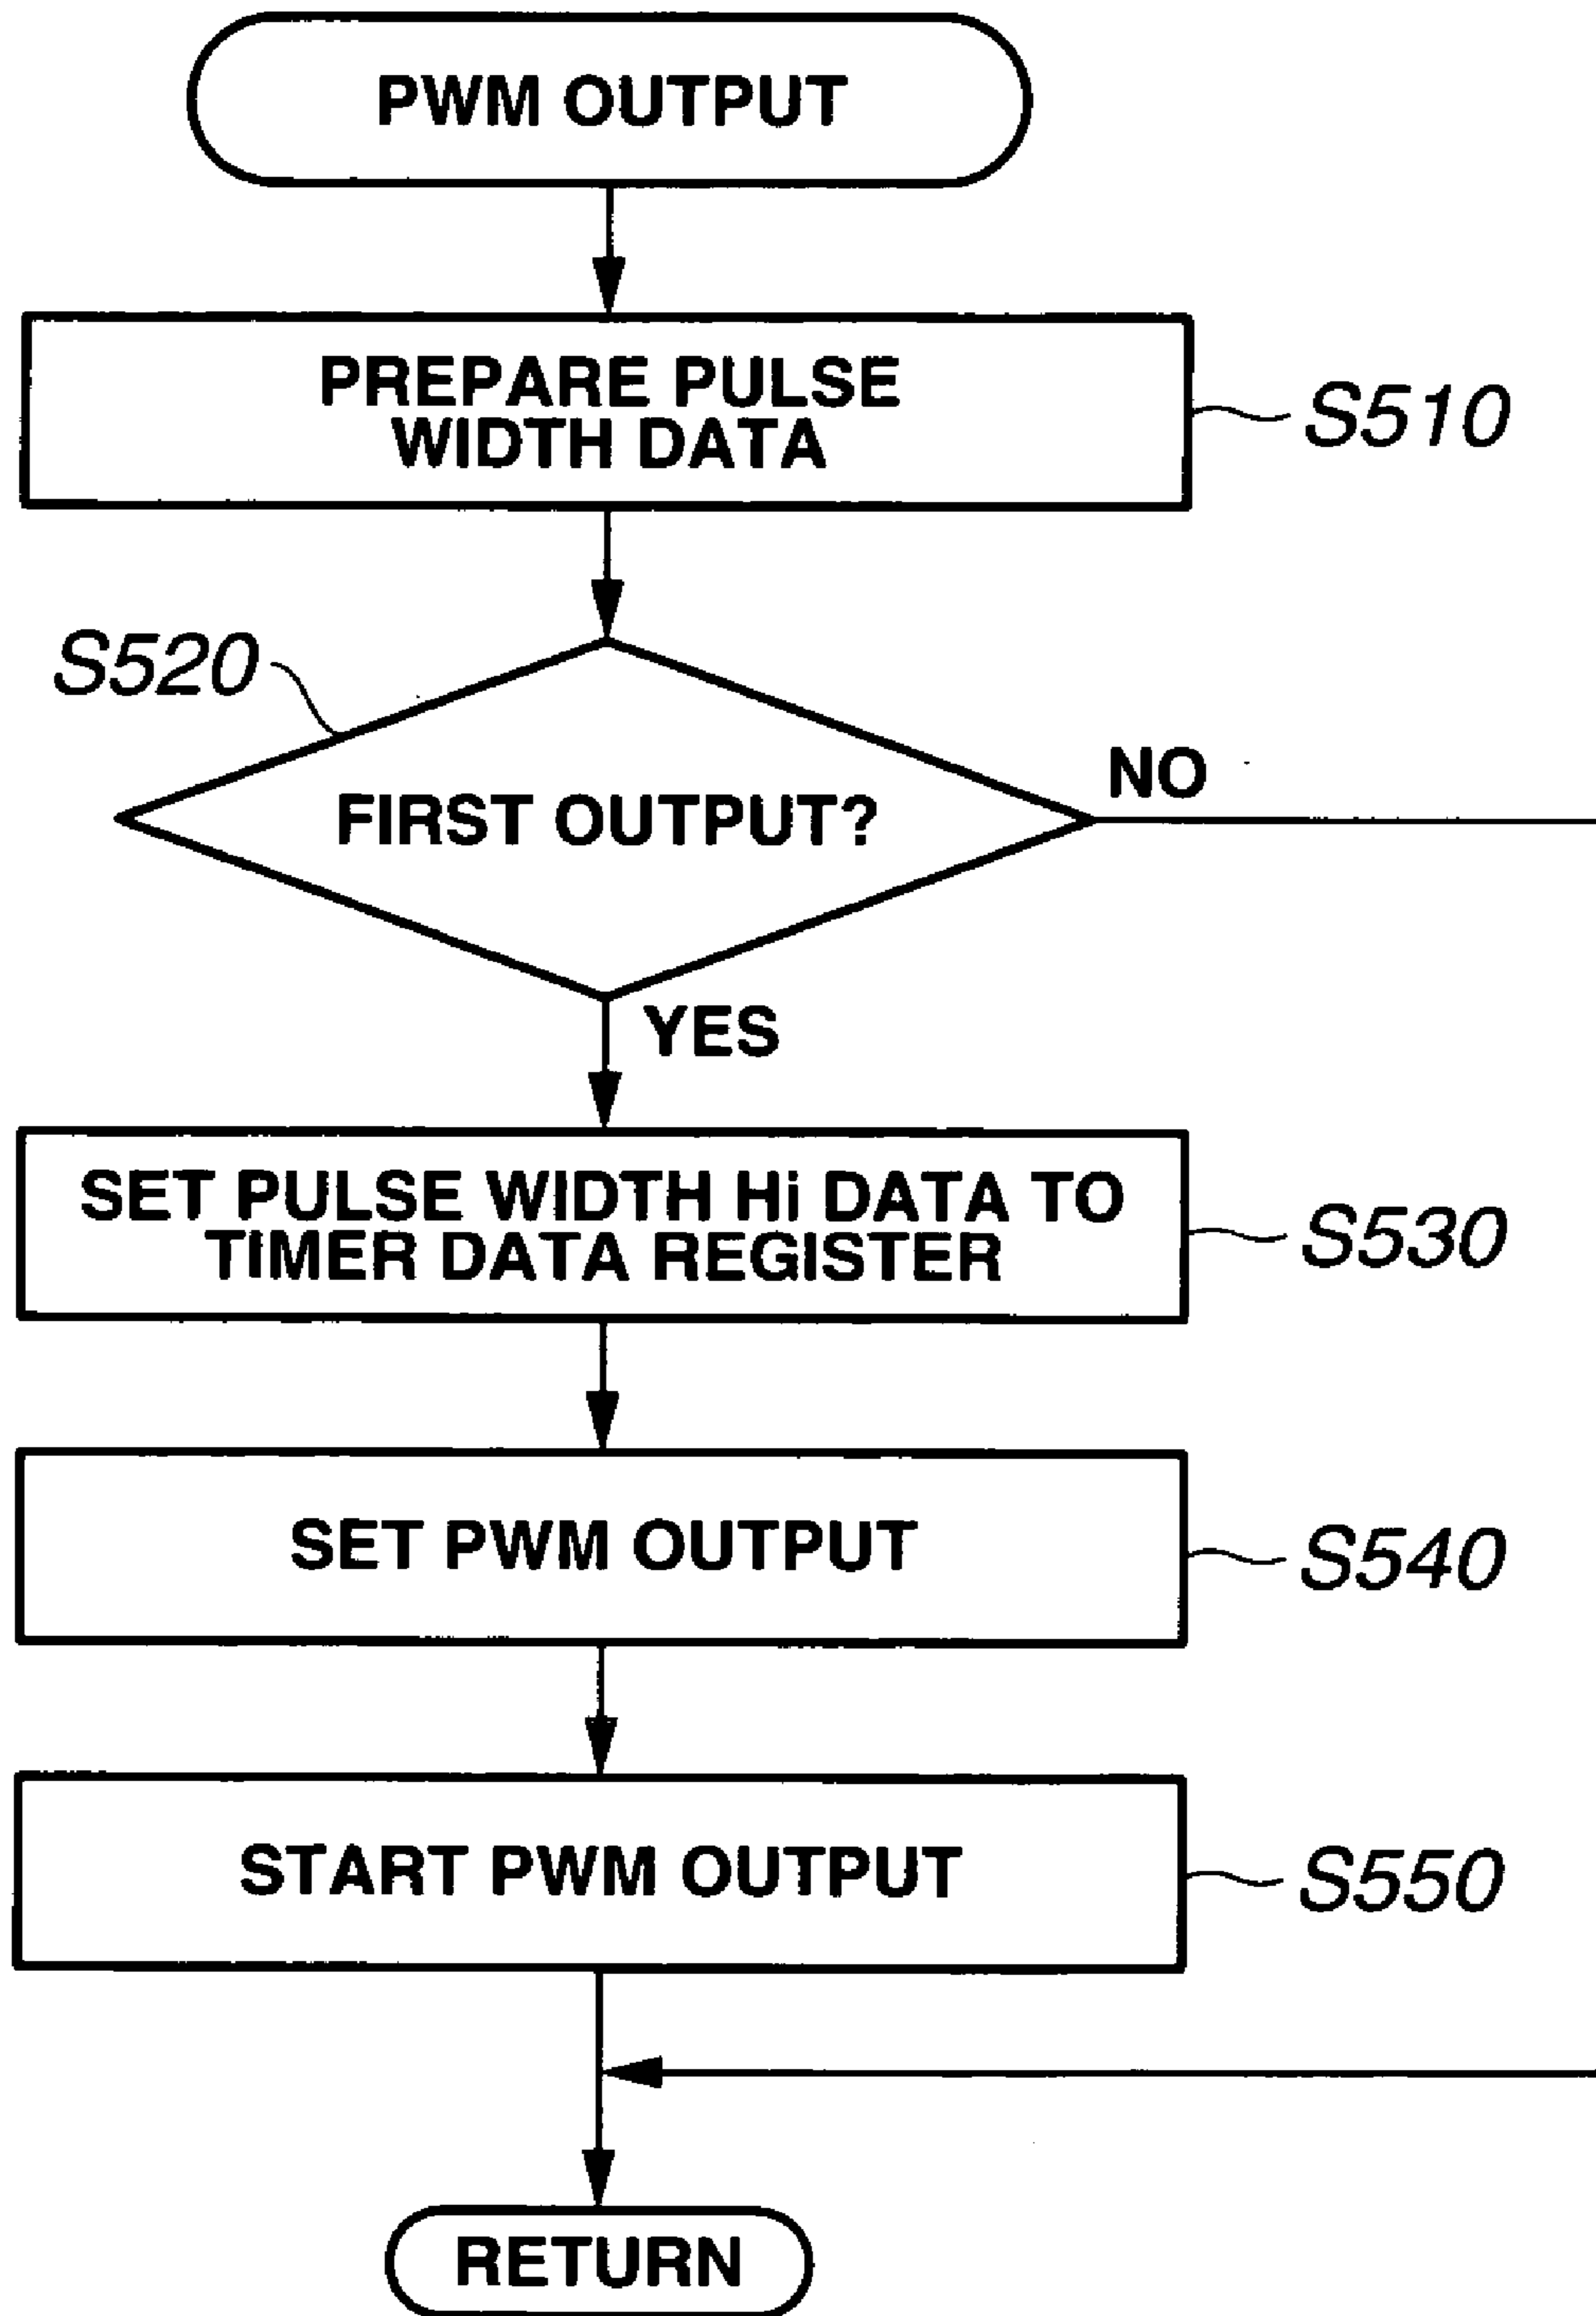 PWM OUTPUT
PREPARE PULSE
WIDTH DATA
S510
S520
FIRST OUTPUT?
NO
YES
SET PULSE WIDTH Hi DATA TO
TIMER DATA REGISTER
S530
SET PWM OUTPUT
S540
START PWM OUTPUT
S550
RETURN